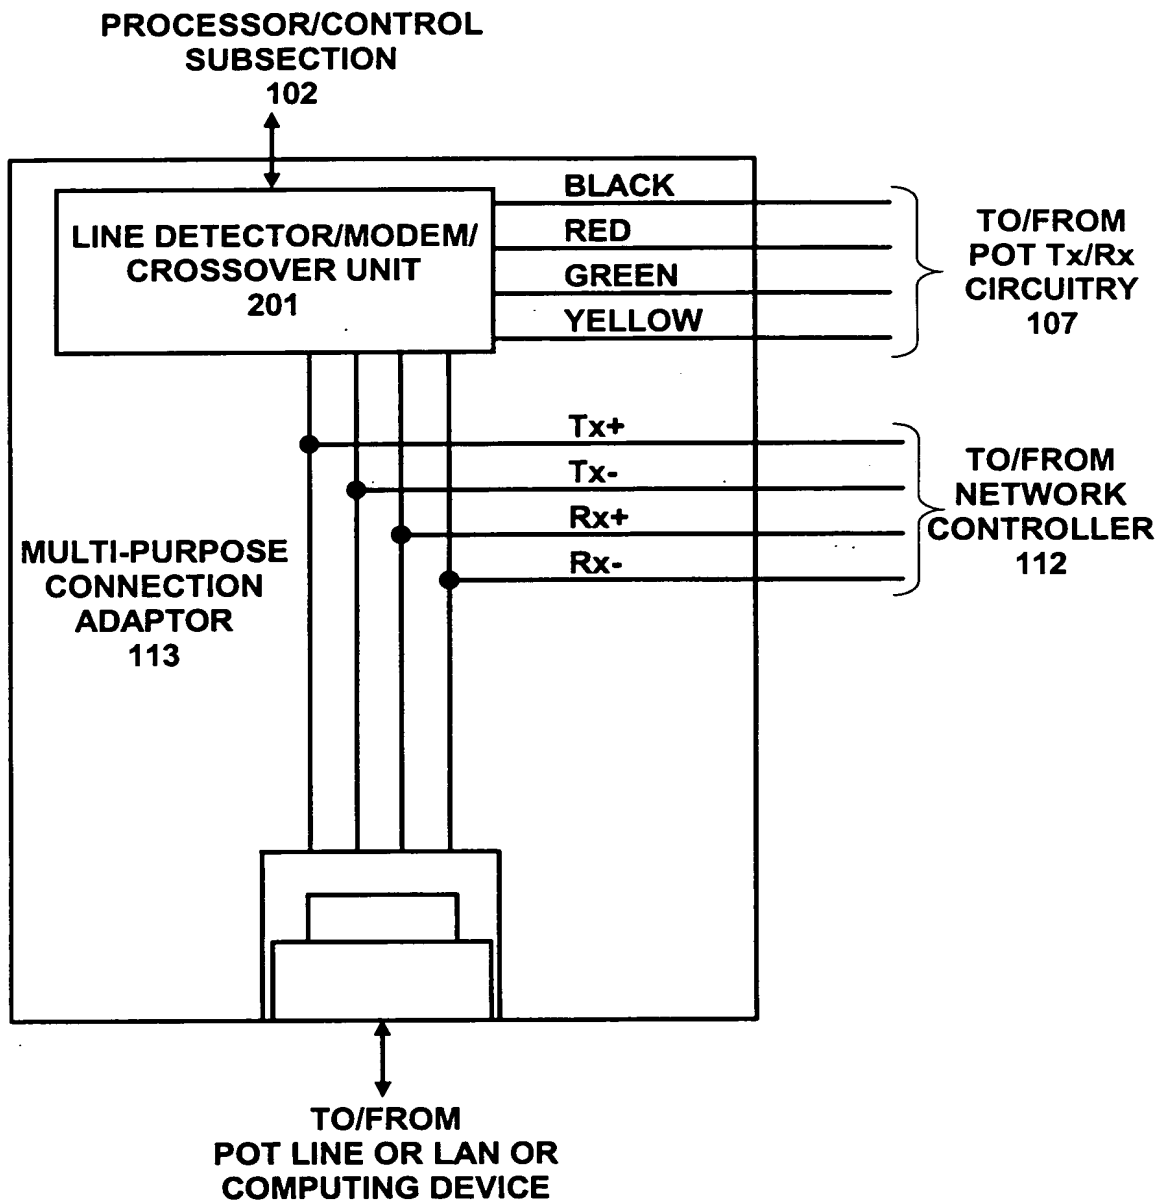 PROCESSOR/CONTROL
SUBSECTION
102
LINE DETECTOR/MODEM/
CROSSOVER UNIT
201
BLACK
RED
GREEN
YELLOW
TO/FROM
POT Tx/Rx
CIRCUITRY
107
Tx+
Tx-
Rx+
Rx-
TO/FROM
NETWORK
CONTROLLER
112
MULTI-PURPOSE
CONNECTION
ADAPTOR
113
TO/FROM
POT LINE OR LAN OR
COMPUTING DEVICE